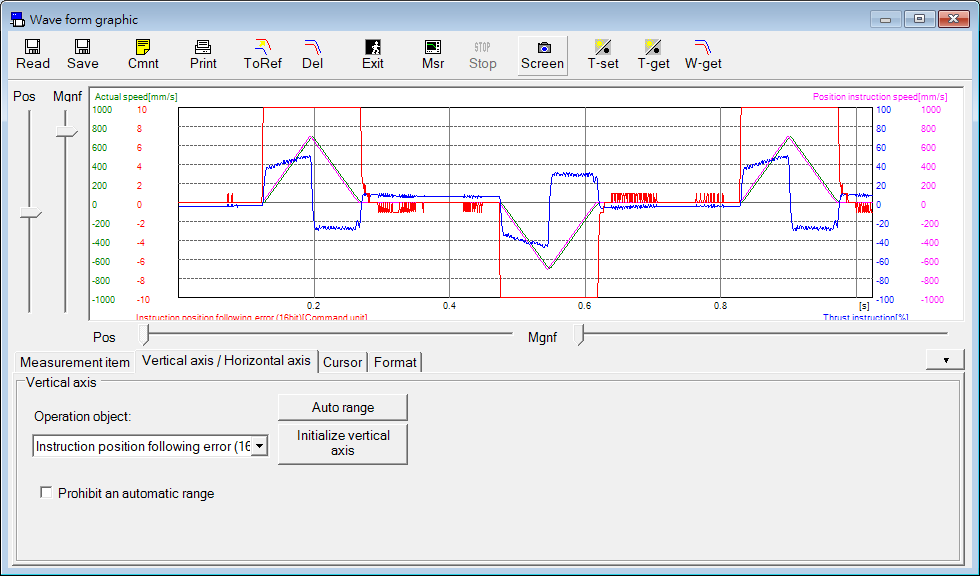 Wave form graphic
Read Save Cmnt Print ToRef Del Exit Msr Stop Screen T-set T-get W-get
STOP
Pos Mgnf
Actual speed[mm/s] Position instruction speed[mm/s]
1000 10 100 1000
800 8 80 800
600 6 60 600
400 4 40 400
200 2 20 200
0 0 0 0
-200 -2 -20 -200
-400 -4 -40 -400
-600 -6 -60 -600
-800 -8 -80 -800
-1000 -10 -100 -1000
0.2 0.4 0.6 0.8 [s]
Instruction position following error (16bit)[Command unit] Thrust instruction[%]
Pos Mgnf
Measurement item Vertical axis / Horizontal axis Cursor Format
Vertical axis
Operation object:
Auto range
Instruction position following error (16
Initialize vertical
axis
Prohibit an automatic range